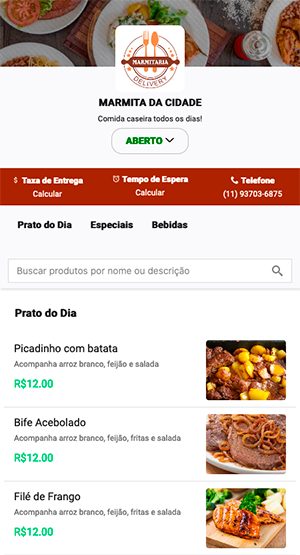 MARMITARIA
DELIVERY
MARMITA DA CIDADE
Comida caseira todos os dias!
ABERTO
Taxa de Entrega
Calcular
Tempo de Espera
Calcular
Telefone
(11) 93703-6875
Prato do Dia
Especiais
Bebidas
Buscar produtos por nome ou descrição
Prato do Dia
Picadinho com batata
Acompanha arroz branco, feijão e salada
R$12.00
Bife Acebolado
Acompanha arroz branco, feijão, fritas e salada
R$12.00
Filé de Frango
Acompanha arroz branco, feijão, fritas e salada
R$12.00